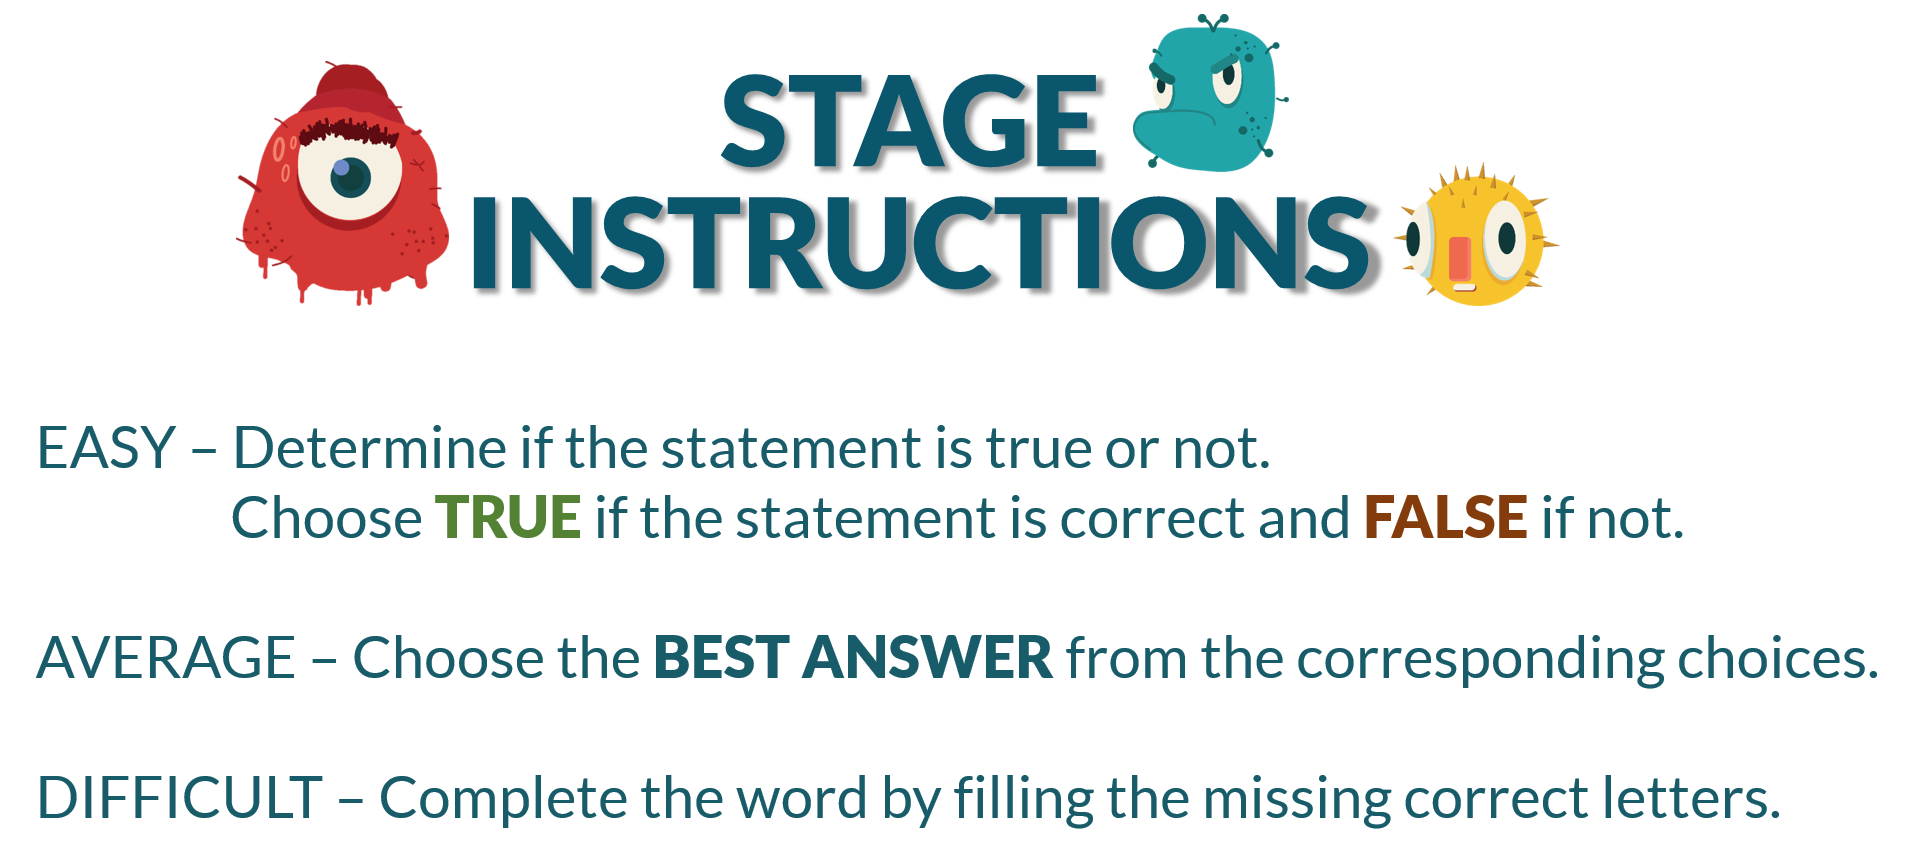 STAGE
INSTRUCTIONS
EASY – Determine if the statement is true or not.
Choose TRUE if the statement is correct and FALSE if not.
AVERAGE – Choose the BEST ANSWER from the corresponding choices.
DIFFICULT – Complete the word by filling the missing correct letters.